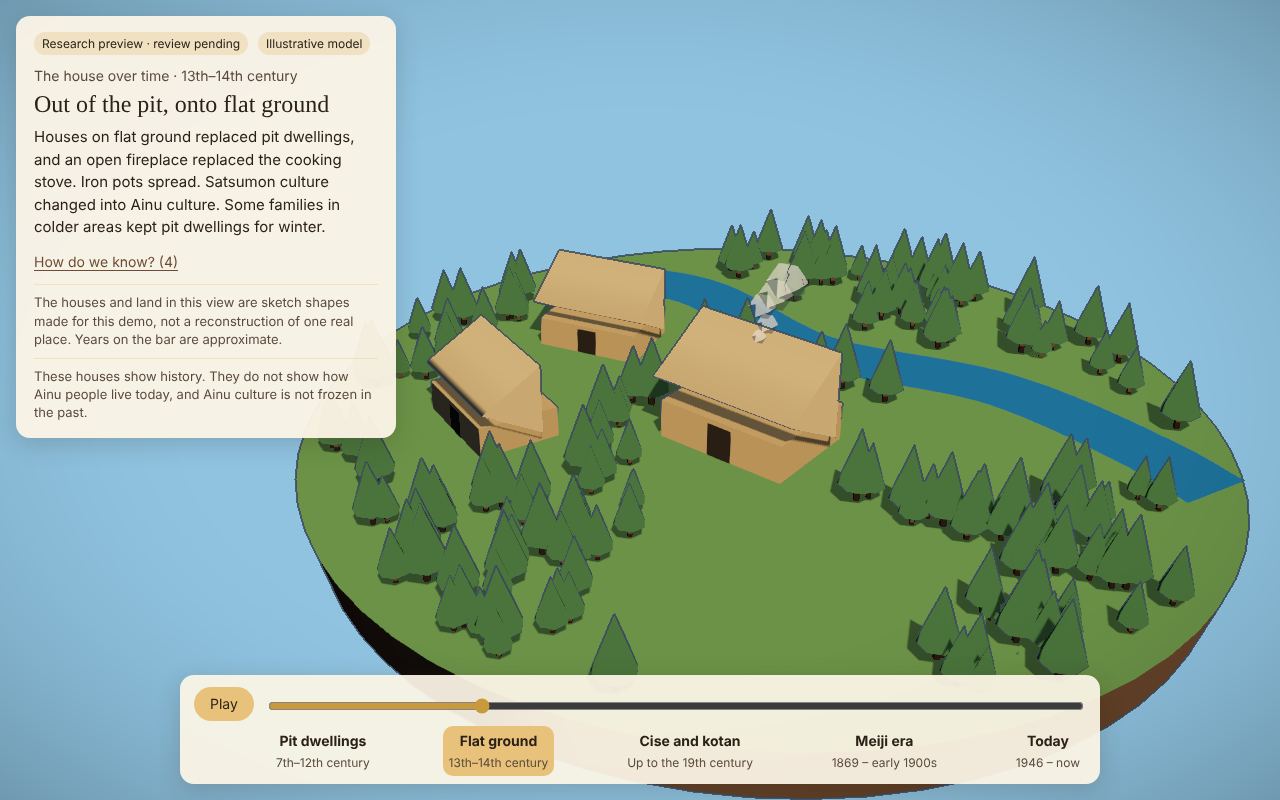 Research preview · review pending
Illustrative model
The house over time · 13th–14th century
Out of the pit, onto flat ground
Houses on flat ground replaced pit dwellings,
and an open fireplace replaced the cooking
stove. Iron pots spread. Satsumon culture
changed into Ainu culture. Some families in
colder areas kept pit dwellings for winter.
How do we know? (4)
The houses and land in this view are sketch shapes
made for this demo, not a reconstruction of one real
place. Years on the bar are approximate.
These houses show history. They do not show how
Ainu people live today, and Ainu culture is not frozen in
the past.
Play
Pit dwellings
7th–12th century
Flat ground
13th–14th century
Cise and kotan
Up to the 19th century
Meiji era
1869 – early 1900s
Today
1946 – now